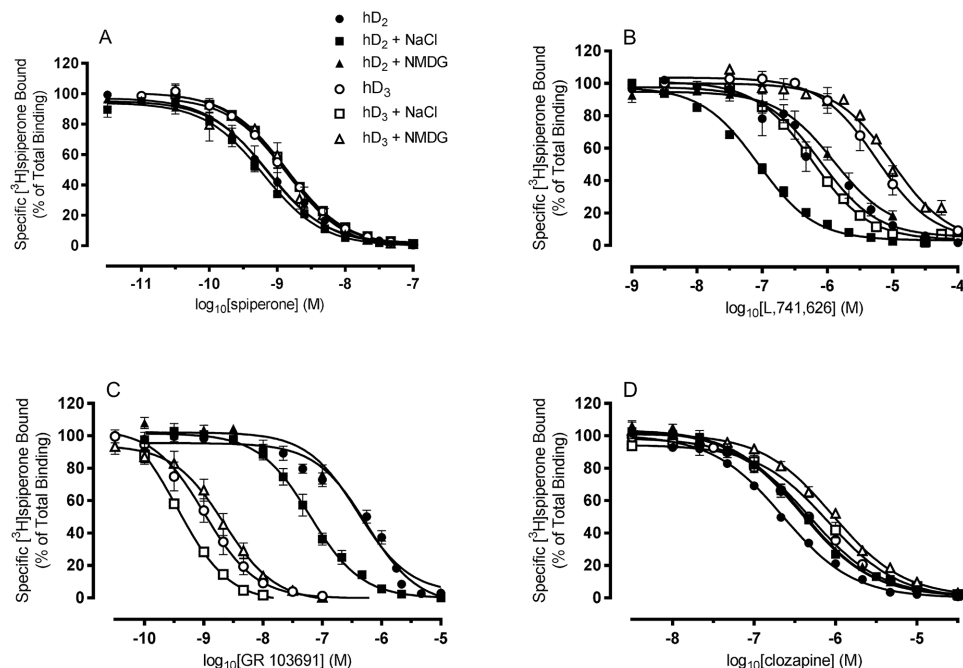 A
hD2
hD2 + NaCl
hD2 + NMDG
hD3
hD3 + NaCl
hD3 + NMDG
Specific [3H]spiperone Bound
(% of Total Binding)
120
100
80
60
40
20
0
-11 -10 -9 -8 -7
log10[spiperone] (M)
B
Specific [3H]spiperone Bound
(% of Total Binding)
120
100
80
60
40
20
0
-9 -8 -7 -6 -5 -4
log10[L,741,626] (M)
C
Specific [3H]spiperone Bound
(% of Total Binding)
120
100
80
60
40
20
0
-10 -9 -8 -7 -6 -5
log10[GR 103691] (M)
D
Specific [3H]spiperone Bound
(% of Total Binding)
120
100
80
60
40
20
0
-8 -7 -6 -5
log10[clozapine] (M)